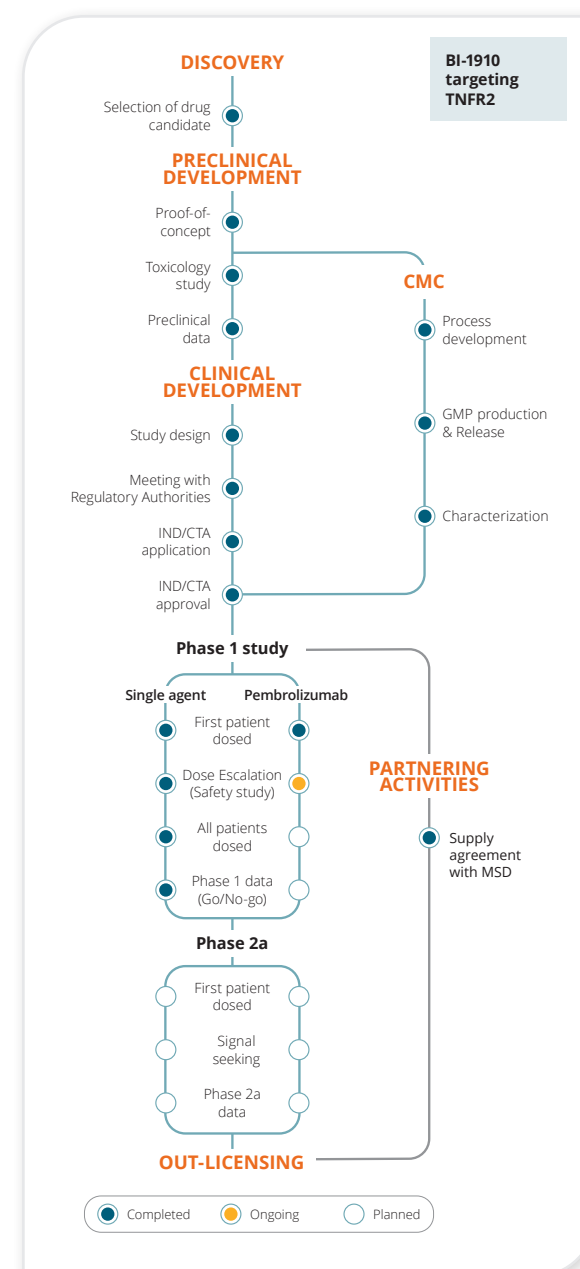 DISCOVERY
BI-1910
targeting
TNFR2
Selection of drug
candidate
PRECLINICAL
DEVELOPMENT
Proof-of-
concept
Toxicology
study
Preclinical
data
CMC
Process
development
GMP production
& Release
Characterization
CLINICAL
DEVELOPMENT
Study design
Meeting with
Regulatory Authorities
IND/CTA
application
IND/CTA
approval
Phase 1 study
Single agent
Pembrolizumab
First patient
dosed
Dose Escalation
(Safety study)
All patients
dosed
Phase 1 data
(Go/No-go)
PARTNERING
ACTIVITIES
Supply
agreement
with MSD
Phase 2a
First patient
dosed
Signal
seeking
Phase 2a
data
OUT-LICENSING
Completed
Ongoing
Planned